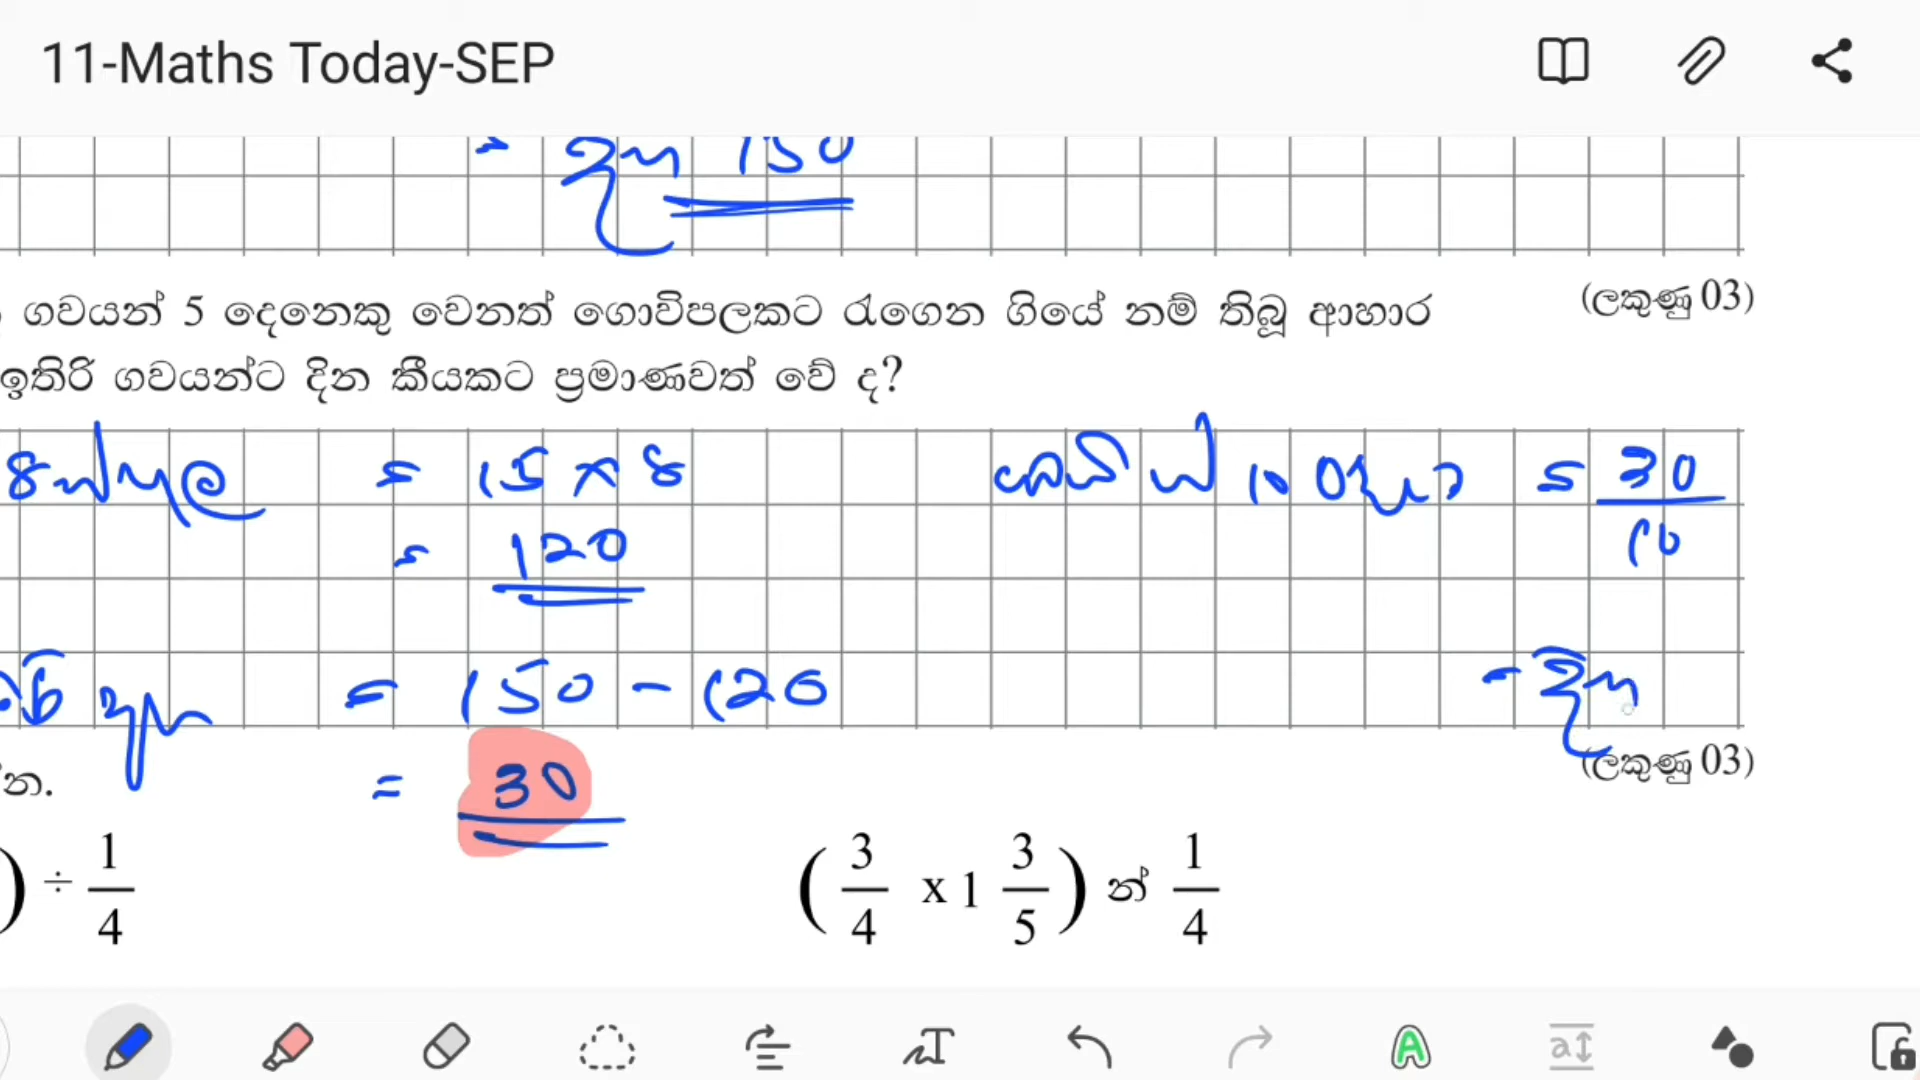 11-Maths Today-SEP
= දින 150
ගවයන් 5 දෙනෙකු වෙනත් ගොවිපලකට රැගෙන ගියේ නම් තිබූ ආහාර (ලකුණු 03)
ඉතිරි ගවයන්ට දින කීයකට ප්‍රමාණවත් වේ ද?
= 15 × 8 = 30/10
= 120
= 150 - 120 = දින
(ලකුණු 03)
න. = 30
) ÷ 1/4 (3/4 x 1 3/5) න් 1/4